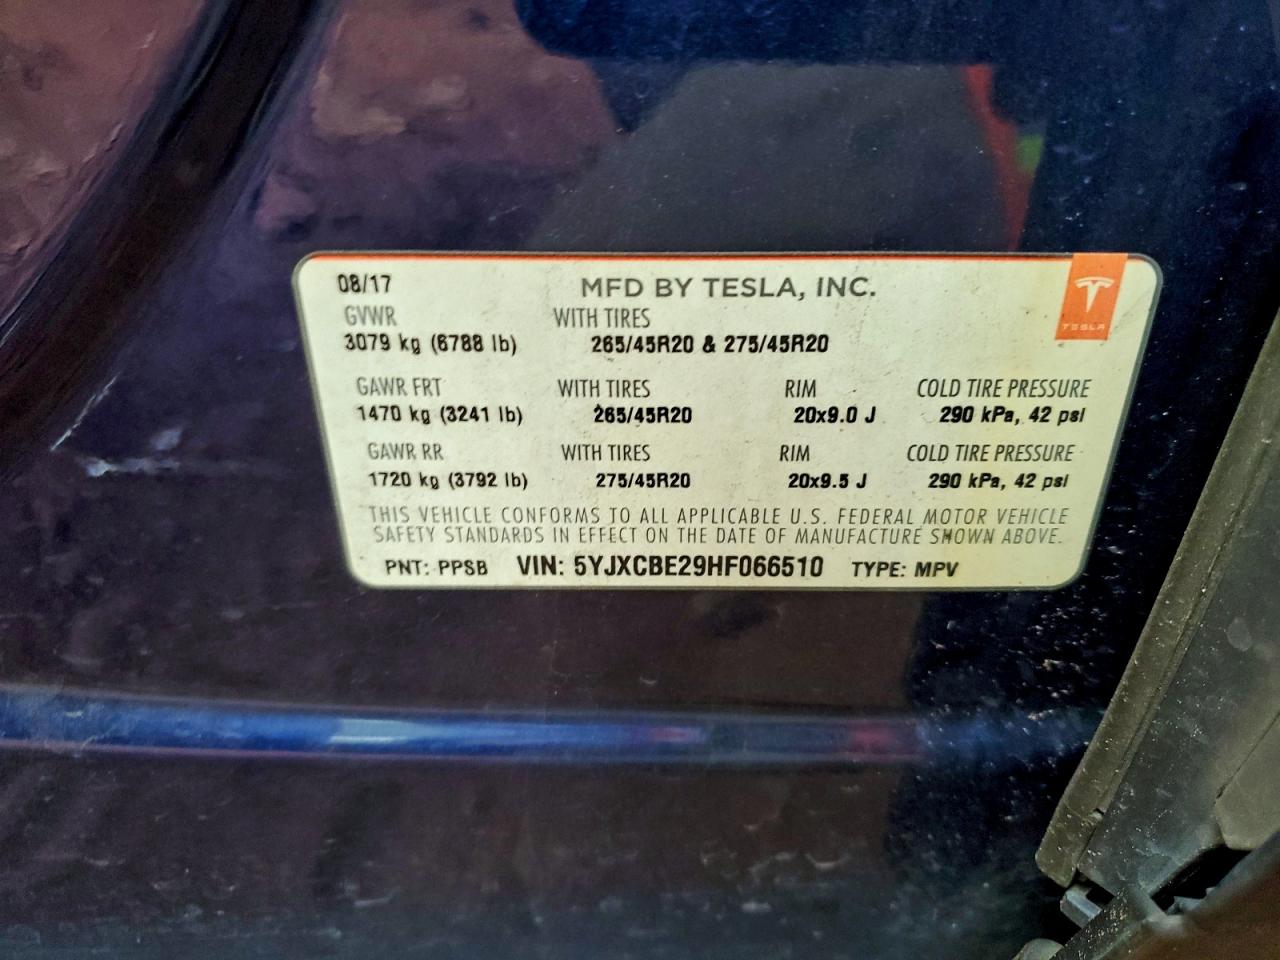 08/17 MFD BY TESLA, INC.
GVWR WITH TIRES
3079 kg (6788 lb) 265/45R20 & 275/45R20
TESLA
GAWR FRT WITH TIRES RIM COLD TIRE PRESSURE
1470 kg (3241 lb) 265/45R20 20x9.0 J 290 kPa, 42 psi
GAWR RR WITH TIRES RIM COLD TIRE PRESSURE
1720 kg (3792 lb) 275/45R20 20x9.5 J 290 kPa, 42 psi
THIS VEHICLE CONFORMS TO ALL APPLICABLE U.S. FEDERAL MOTOR VEHICLE
SAFETY STANDARDS IN EFFECT ON THE DATE OF MANUFACTURE SHOWN ABOVE.
PNT: PPSB VIN: 5YJXCBE29HF066510 TYPE: MPV